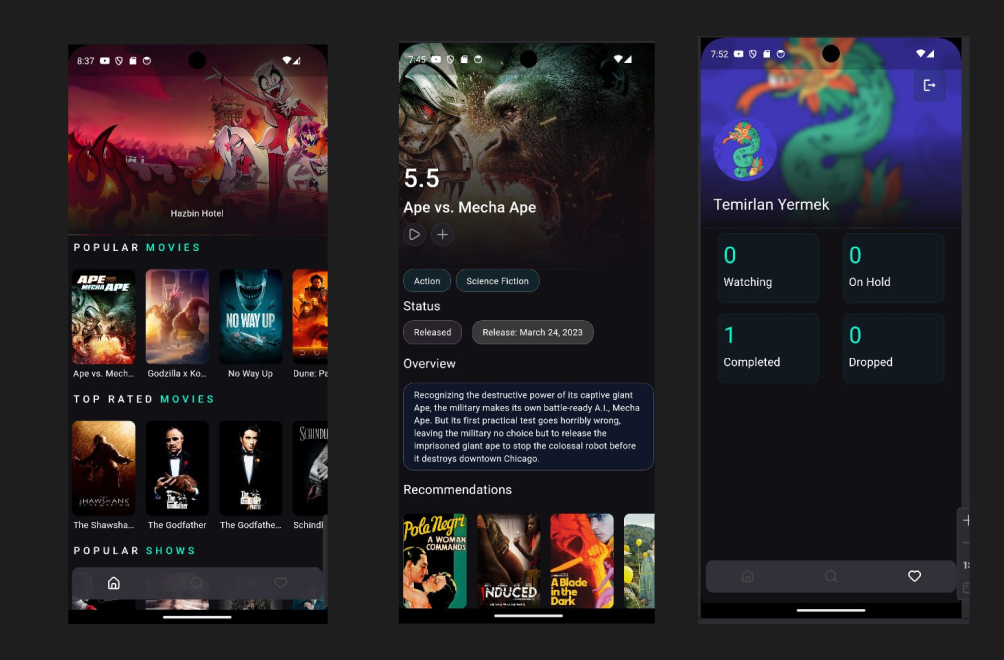 8:37
Hazbin Hotel
POPULAR MOVIES
APE
MECHA APE
NO WAY UP
Ape vs. Mech...
Godzilla x Ko...
No Way Up
Dune: Pa
TOP RATED MOVIES
SHAWSHANK
The Godfather
SCHINDL
The Shawsha...
The Godfather
The Godfathe...
Schindl
POPULAR SHOWS
7:45
5.5
Ape vs. Mecha Ape
Action
Science Fiction
Status
Released
Release: March 24, 2023
Overview
Recognizing the destructive power of its captive giant
Ape, the military makes its own battle-ready A.I., Mecha
Ape. But its first practical test goes horribly wrong,
leaving the military no choice but to release the
imprisoned giant ape to stop the colossal robot before
it destroys downtown Chicago.
Recommendations
Pola Negri
A WOMAN
COMMANDS
INDUCED
A Blade
in the
Dark
7:52
Temirlan Yermek
0
Watching
0
On Hold
1
Completed
0
Dropped